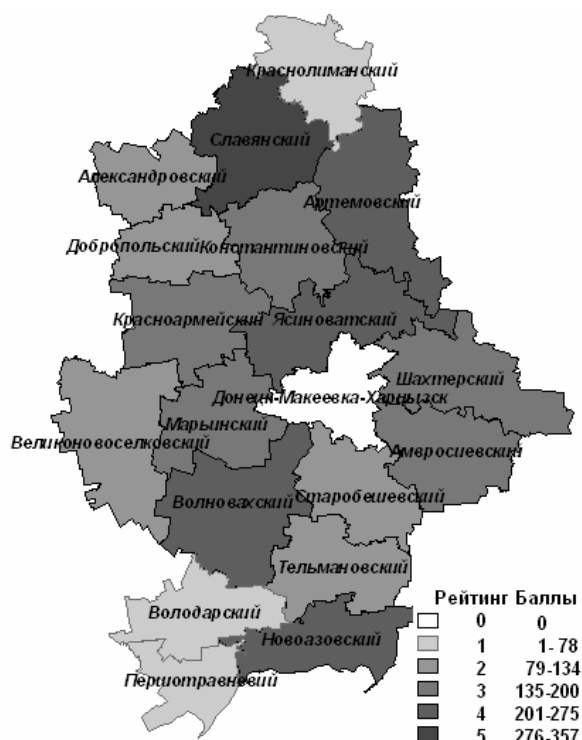 Краснолиманский
Славянский
Александровский
Артемовский
Добропольский
Константиновский
Красноармейский
Ясиноватский
Шахтерский
Донецк-Макеевка-Харцызск
Марьинский
Великоновоселковский
Амвросиевский
Волновахский
Старобешевский
Тельмановский
Володарский
Новоазовский
Першотравневий
Рейтинг Баллы
0 0
1 1- 78
2 79-134
3 135-200
4 201-275
5 276-357